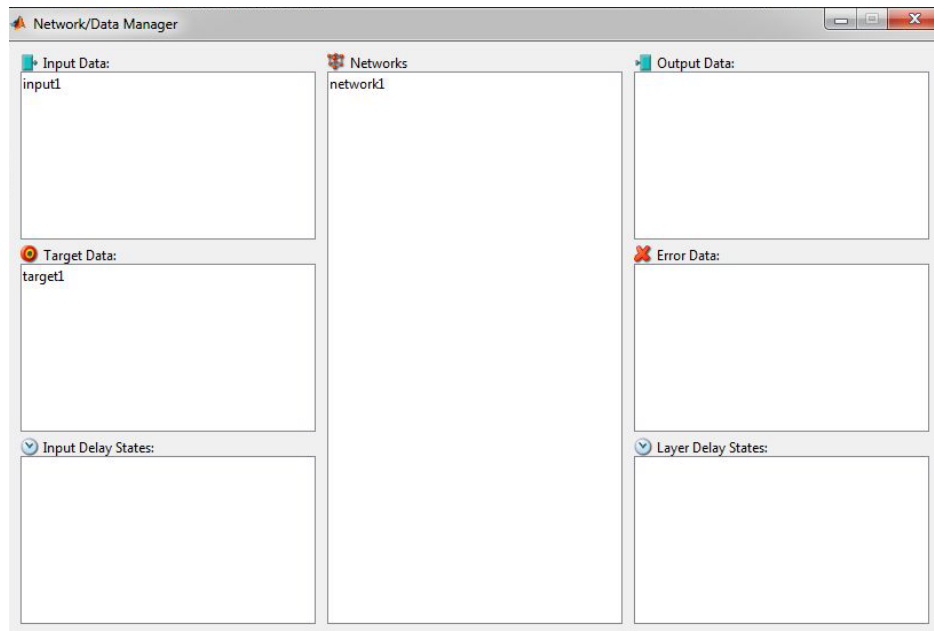 Network/Data Manager
Input Data:
input1
Networks
network1
Output Data:
Target Data:
target1
Error Data:
Input Delay States:
Layer Delay States: